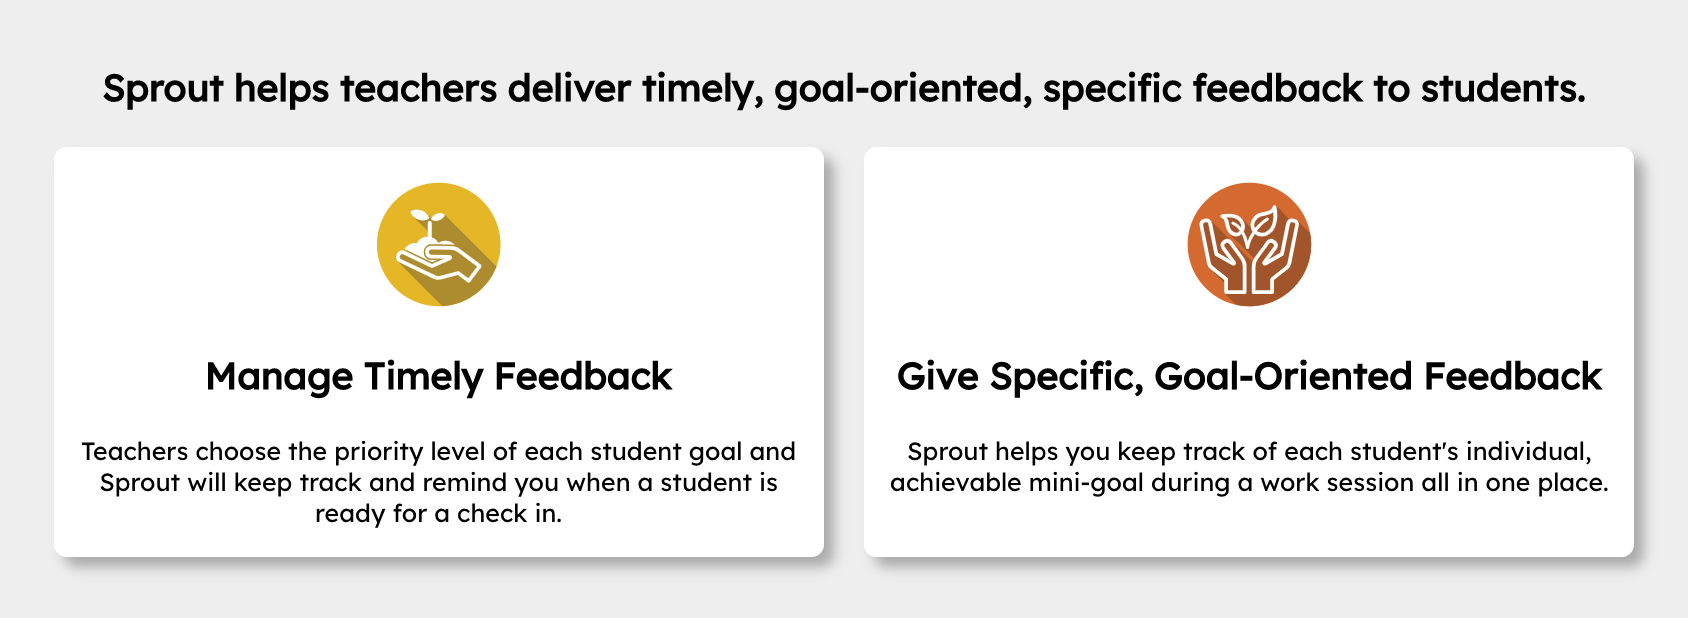 Sprout helps teachers deliver timely, goal-oriented, specific feedback to students.
Manage Timely Feedback
Teachers choose the priority level of each student goal and
Sprout will keep track and remind you when a student is
ready for a check in.
Give Specific, Goal-Oriented Feedback
Sprout helps you keep track of each student's individual,
achievable mini-goal during a work session all in one place.